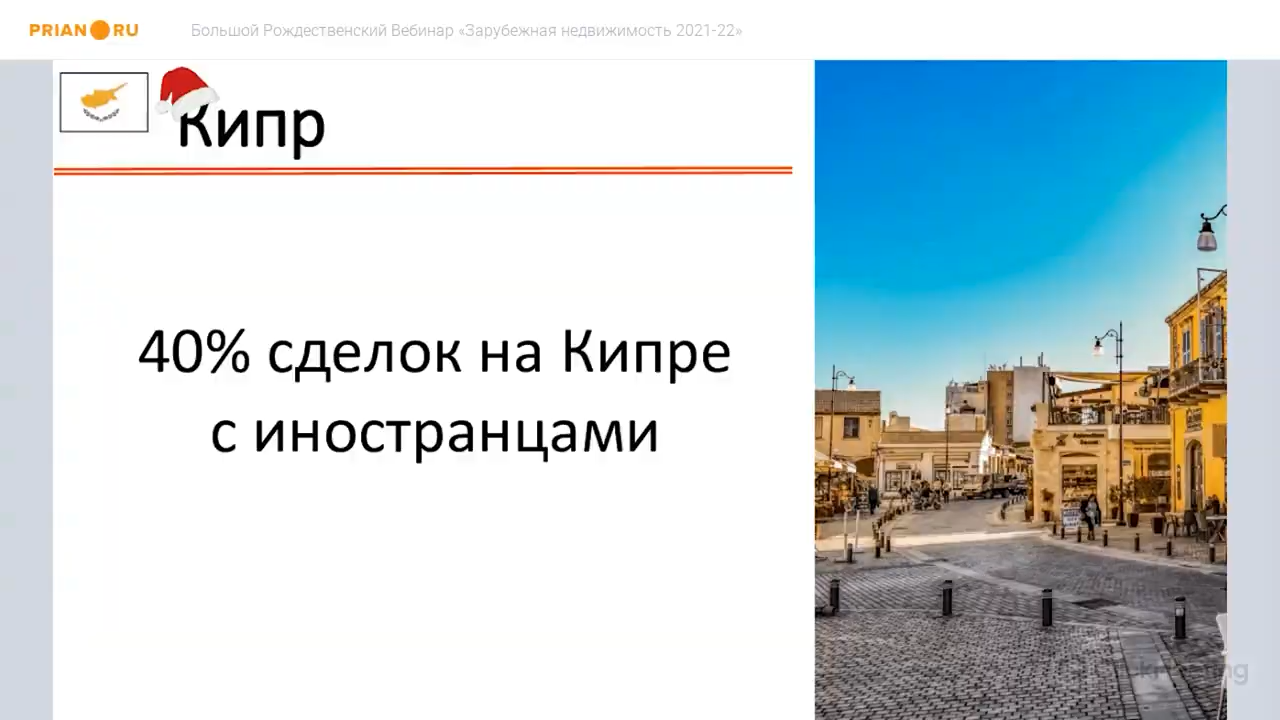 PRIAN RU
Большой Рождественский Вебинар «Зарубежная недвижимость 2021-22»
Кипр
40% сделок на Кипре
с иностранцами